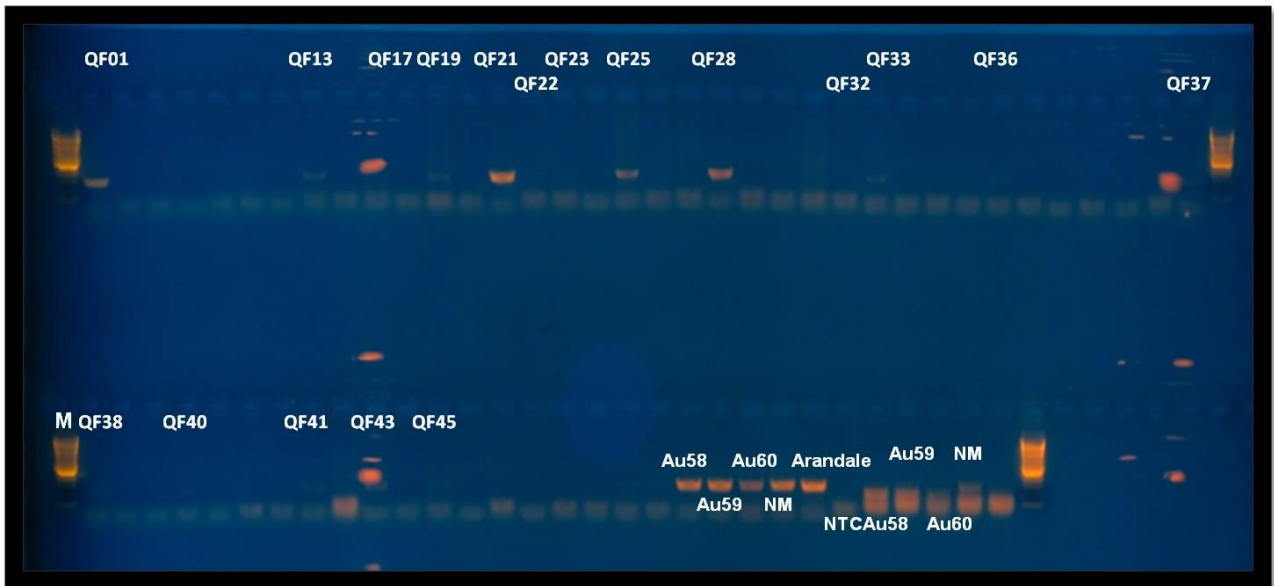 QF01 QF13 QF17 QF19 QF21 QF23 QF25 QF28 QF33 QF36
QF22 QF32 QF37
M QF38 QF40 QF41 QF43 QF45
Au58 Au60 Arandale Au59 NM
Au59 NM NTCAu58 Au60